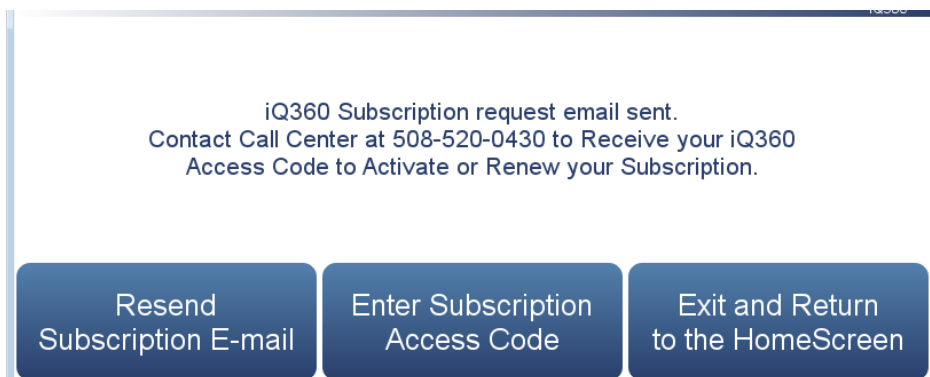 iQ360 Subscription request email sent.
Contact Call Center at 508-520-0430 to Receive your iQ360
Access Code to Activate or Renew your Subscription.
Resend
Subscription E-mail
Enter Subscription
Access Code
Exit and Return
to the HomeScreen